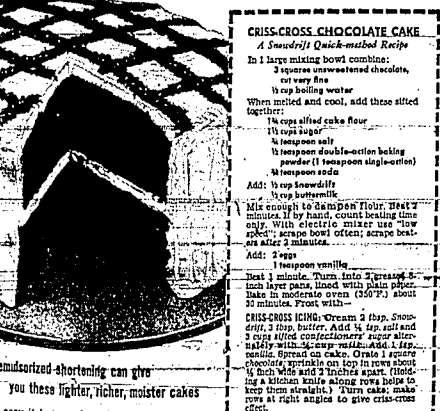 CRISS-CROSS CHOCOLATE CAKE
A Snowdrift Quick-method Recipe
In 1 large mixing bowl combine:
3 squares unsweetened chocolate,
cut very fine
½ cup boiling water
When melted and cool, add these sifted
together:
1¾ cups sifted cake flour
1½ cups sugar
¾ teaspoon salt
½ teaspoon double-action baking
powder (1 teaspoon single-action)
¾ teaspoon soda
Add: ½ cup Snowdrift
½ cup buttermilk
Mix enough to dampen flour. Beat 2
minutes. If by hand, count beating time
only. With electric mixer use "low
speed"; scrape bowl often; scrape beat-
ers after 2 minutes.
Add: 2 eggs
1 teaspoon vanilla
Beat 1 minute. Turn into 2 greased
inch layer pans, lined with plain paper.
Bake in moderate oven (350°F.) about
30 minutes. Frost with—
CRISS-CROSS ICING: Cream 2 tbsp. Snow-
drift, 3 tbsp. butter. Add ¼ tsp. salt and
3 cups sifted confectioners' sugar alter-
nately with ¼ cup milk. Add 1 tsp.
vanilla. Spread on cake. Grate 1 square
chocolate; sprinkle on top in rows about
½ inch wide and 2 inches apart. (Hold-
ing a kitchen knife along rows helps to
keep them straight.) Turn cake; make
rows at right angles to give criss-cross
effect.
emulsorized shortening can give
you these lighter, richer, moister cakes